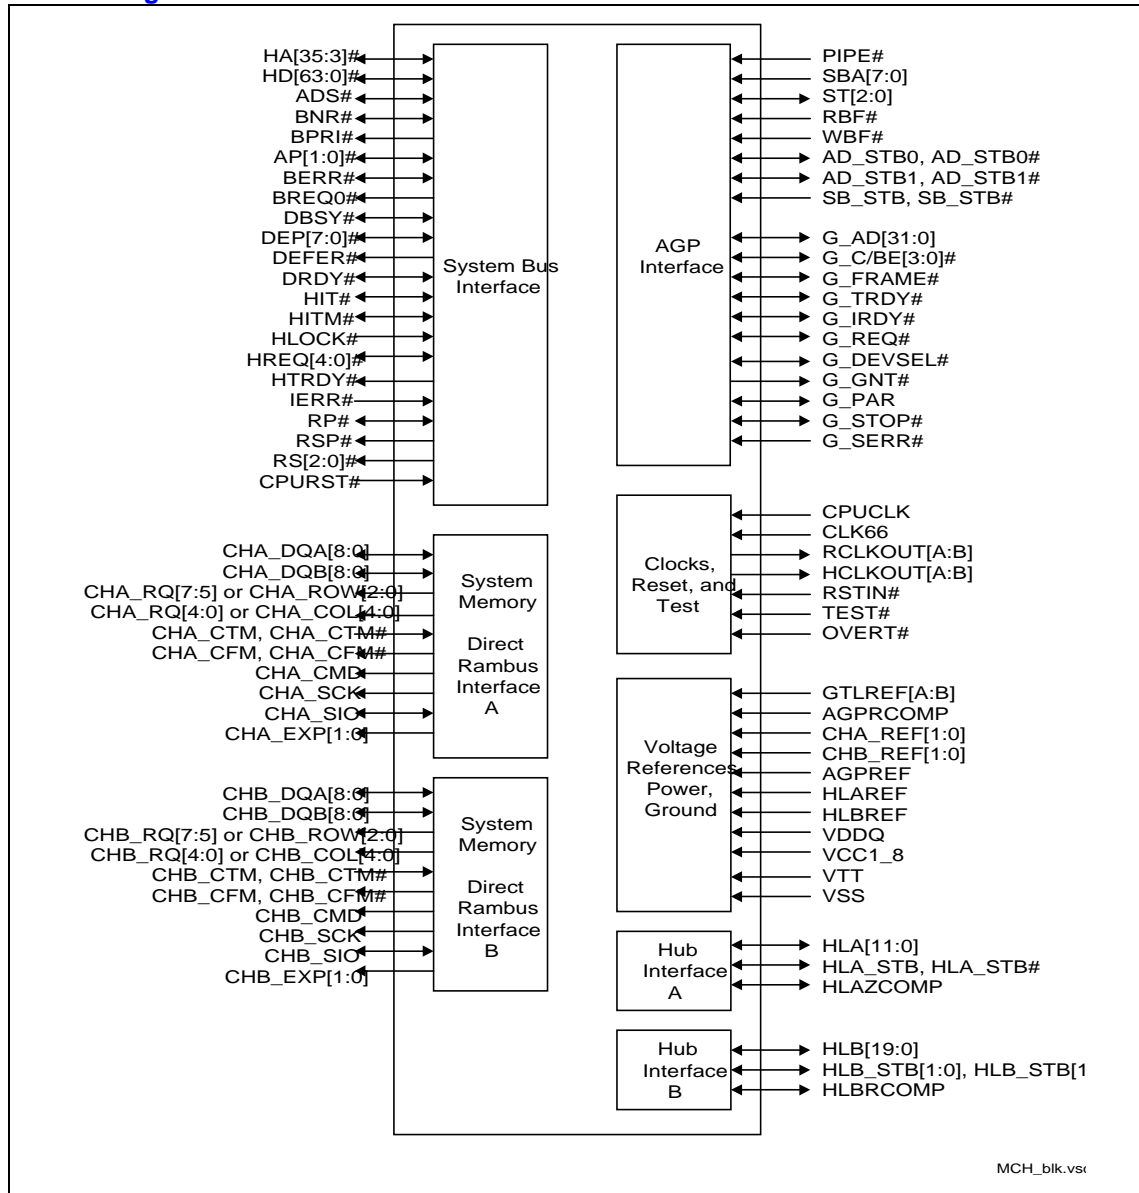 HA[35:3]#
HD[63:0]#
ADS#
BNR#
BPRI#
AP[1:0]#
BERR#
BREQ0#
DBSY#
DEP[7:0]#
DEFER#
DRDY#
HIT#
HITM#
HLOCK#
HREQ[4:0]#
HTRDY#
IERR#
RP#
RSP#
RS[2:0]#
CPURST#
System Bus
Interface
CHA_DQA[8:0]
CHA_DQB[8:0]
CHA_RQ[7:5] or CHA_ROW[2:0]
CHA_RQ[4:0] or CHA_COL[4:0]
CHA_CTM, CHA_CTM#
CHA_CFM, CHA_CFM#
CHA_CMD
CHA_SCK
CHA_SIO
CHA_EXP[1:0]
System
Memory
Direct
Rambus
Interface
A
CHB_DQA[8:0]
CHB_DQB[8:0]
CHB_RQ[7:5] or CHB_ROW[2:0]
CHB_RQ[4:0] or CHB_COL[4:0]
CHB_CTM, CHB_CTM#
CHB_CFM, CHB_CFM#
CHB_CMD
CHB_SCK
CHB_SIO
CHB_EXP[1:0]
System
Memory
Direct
Rambus
Interface
B
AGP
Interface
PIPE#
SBA[7:0]
ST[2:0]
RBF#
WBF#
AD_STB0, AD_STB0#
AD_STB1, AD_STB1#
SB_STB, SB_STB#
G_AD[31:0]
G_C/BE[3:0]#
G_FRAME#
G_TRDY#
G_IRDY#
G_REQ#
G_DEVSEL#
G_GNT#
G_PAR
G_STOP#
G_SERR#
Clocks,
Reset, and
Test
CPUCLK
CLK66
RCLKOUT[A:B]
HCLKOUT[A:B]
RSTIN#
TEST#
OVERT#
Voltage
References
Power,
Ground
GTLREF[A:B]
AGPRCOMP
CHA_REF[1:0]
CHB_REF[1:0]
AGPREF
HLAREF
HLBREF
VDDQ
VCC1_8
VTT
VSS
Hub
Interface
A
HLA[11:0]
HLA_STB, HLA_STB#
HLAZCOMP
Hub
Interface
B
HLB[19:0]
HLB_STB[1:0], HLB_STB[1
HLBRCOMP
MCH_blk.vs